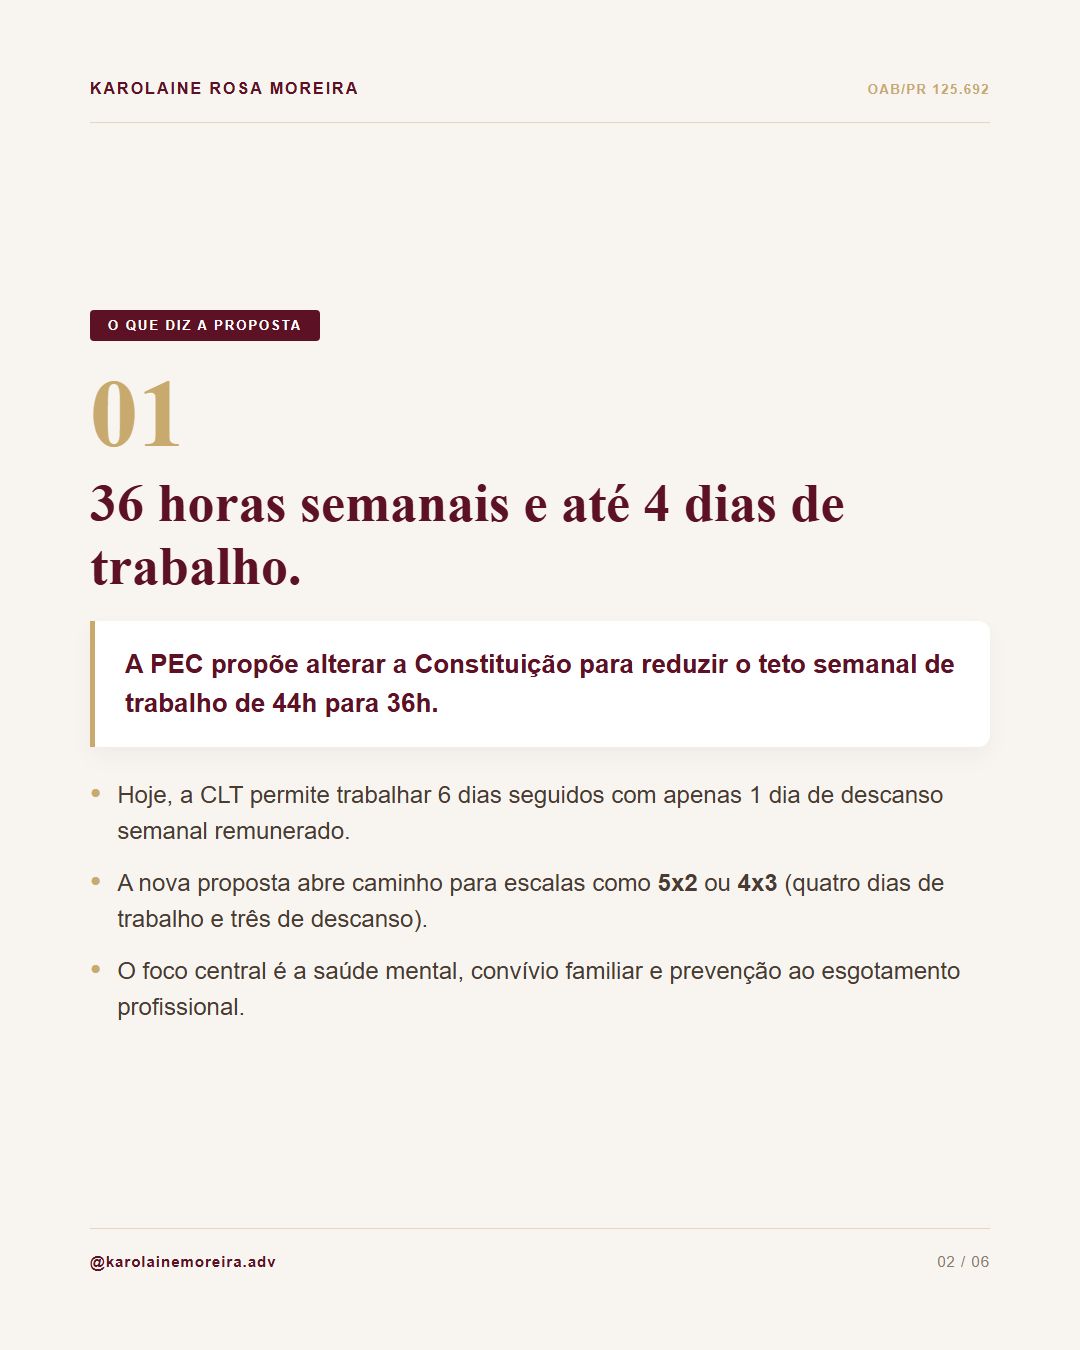 KAROLAINE ROSA MOREIRA
OAB/PR 125.692
O QUE DIZ A PROPOSTA
01
36 horas semanais e até 4 dias de
trabalho.
A PEC propõe alterar a Constituição para reduzir o teto semanal de
trabalho de 44h para 36h.
• Hoje, a CLT permite trabalhar 6 dias seguidos com apenas 1 dia de descanso
semanal remunerado.
• A nova proposta abre caminho para escalas como 5x2 ou 4x3 (quatro dias de
trabalho e três de descanso).
• O foco central é a saúde mental, convívio familiar e prevenção ao esgotamento
profissional.
@karolainemoreira.adv
02 / 06